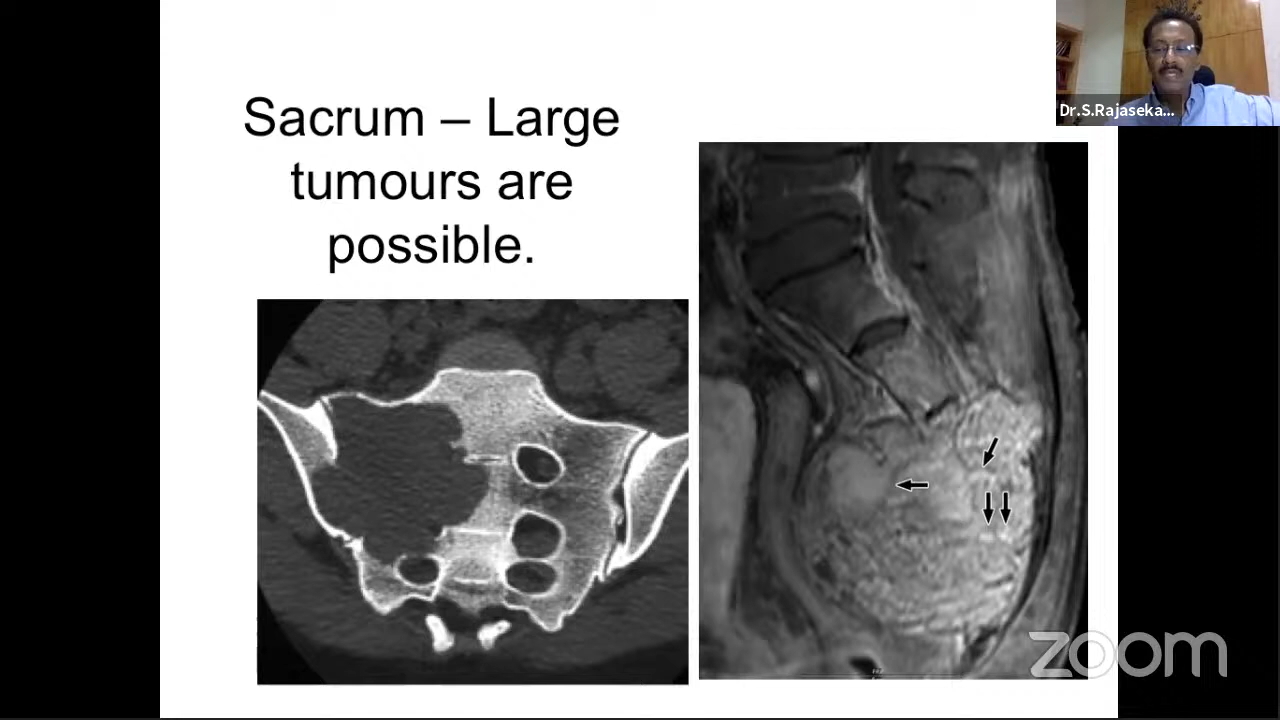 Sacrum – Large
tumours are
possible.
Dr.S.Rajaseka...
zoom